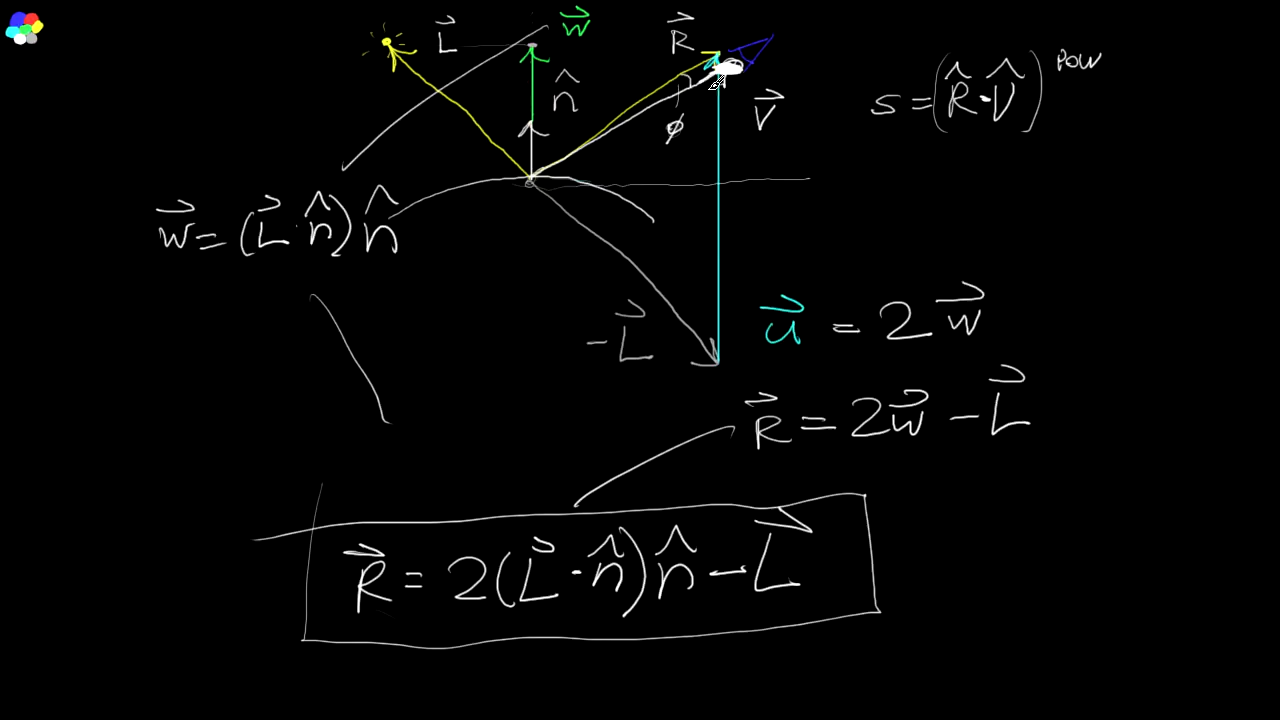 L⃗
w⃗
R⃗
n̂
V⃗
ϕ
s = (R̂·V̂)^pow
w⃗ = (L⃗·n̂)n̂
-L⃗
u⃗ = 2w⃗
R⃗ = 2w⃗ - L⃗
R⃗ = 2(L⃗·n̂)n̂ - L⃗